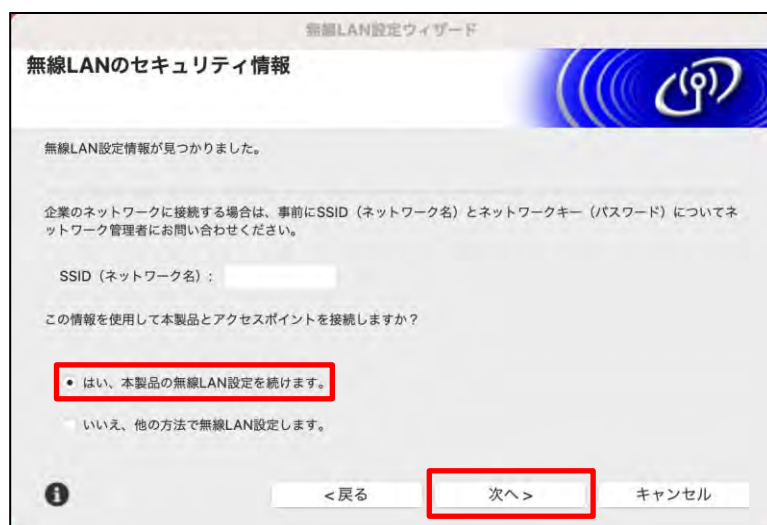 無線LAN設定ウィザード
無線LANのセキュリティ情報
無線LAN設定情報が見つかりました。
企業のネットワークに接続する場合は、事前にSSID（ネットワーク名）とネットワークキー（パスワード）についてネ
ットワーク管理者にお問い合わせください。
SSID（ネットワーク名）:
この情報を使用して本製品とアクセスポイントを接続しますか？
はい、本製品の無線LAN設定を続けます。
いいえ、他の方法で無線LAN設定します。
<戻る 次へ> キャンセル